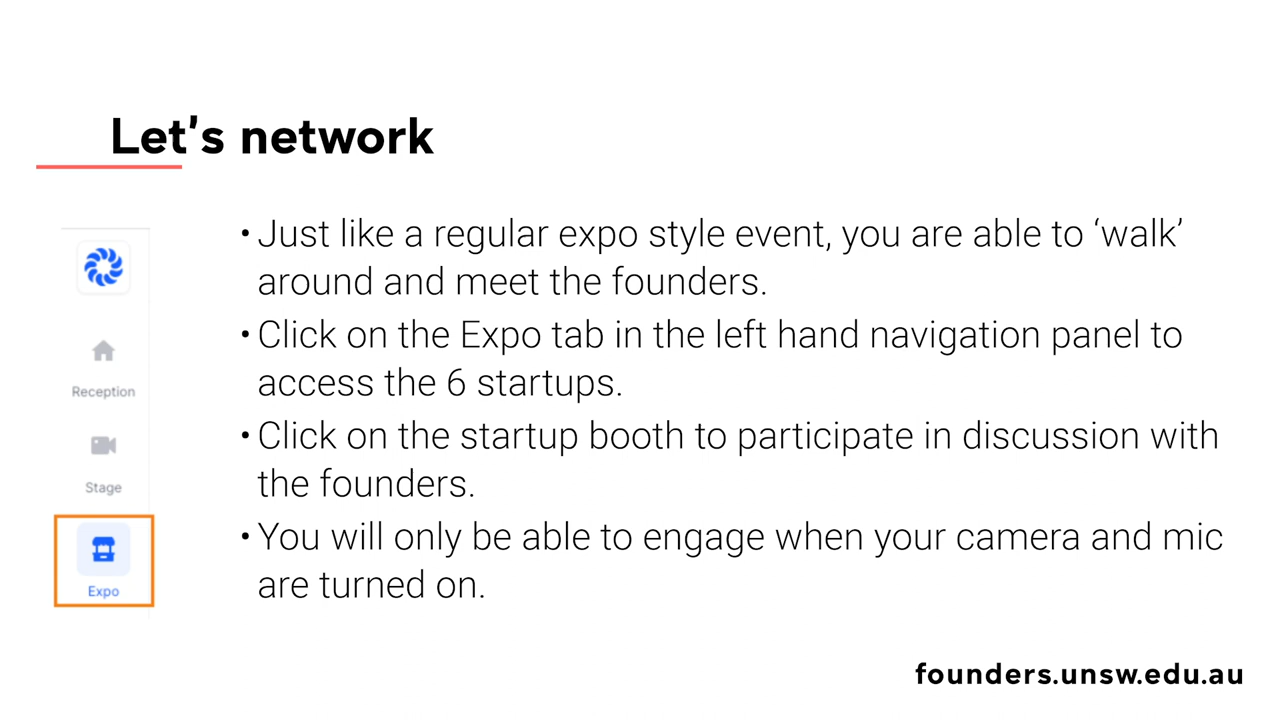 Let's network
Reception
Stage
Expo
• Just like a regular expo style event, you are able to ‘walk’
around and meet the founders.
• Click on the Expo tab in the left hand navigation panel to
access the 6 startups.
• Click on the startup booth to participate in discussion with
the founders.
• You will only be able to engage when your camera and mic
are turned on.
founders.unsw.edu.au